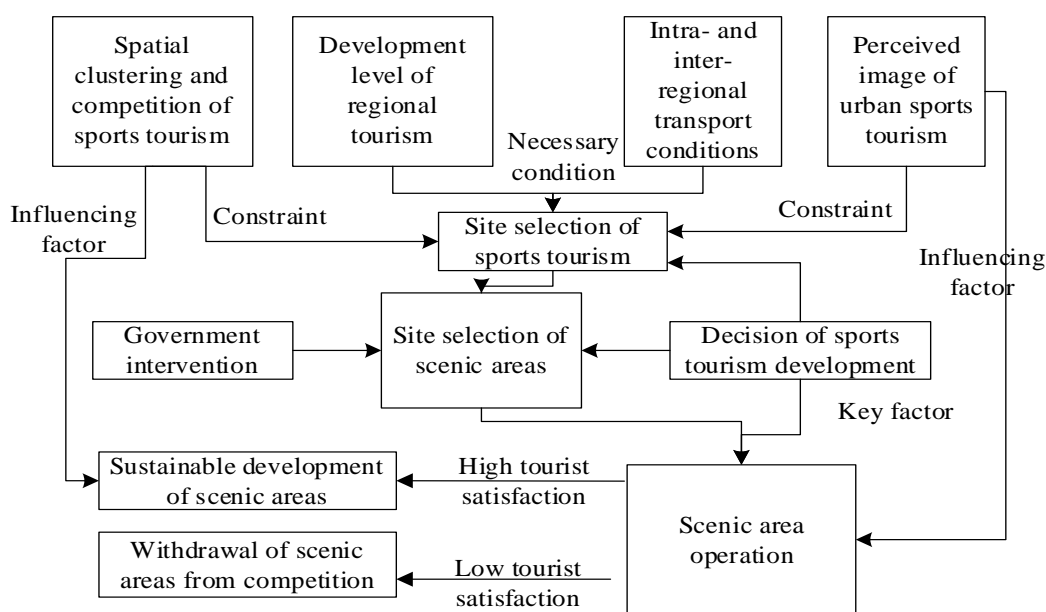 Spatial
clustering and
competition of
sports tourism
Development
level of
regional
tourism
Intra- and
inter-
regional
transport
conditions
Perceived
image of
urban sports
tourism
Necessary
condition
Influencing
factor
Constraint
Constraint
Influencing
factor
Site selection of
sports tourism
Government
intervention
Site selection of
scenic areas
Decision of sports
tourism development
Key factor
Sustainable development
of scenic areas
High tourist
satisfaction
Scenic area
operation
Withdrawal of scenic
areas from competition
Low tourist
satisfaction